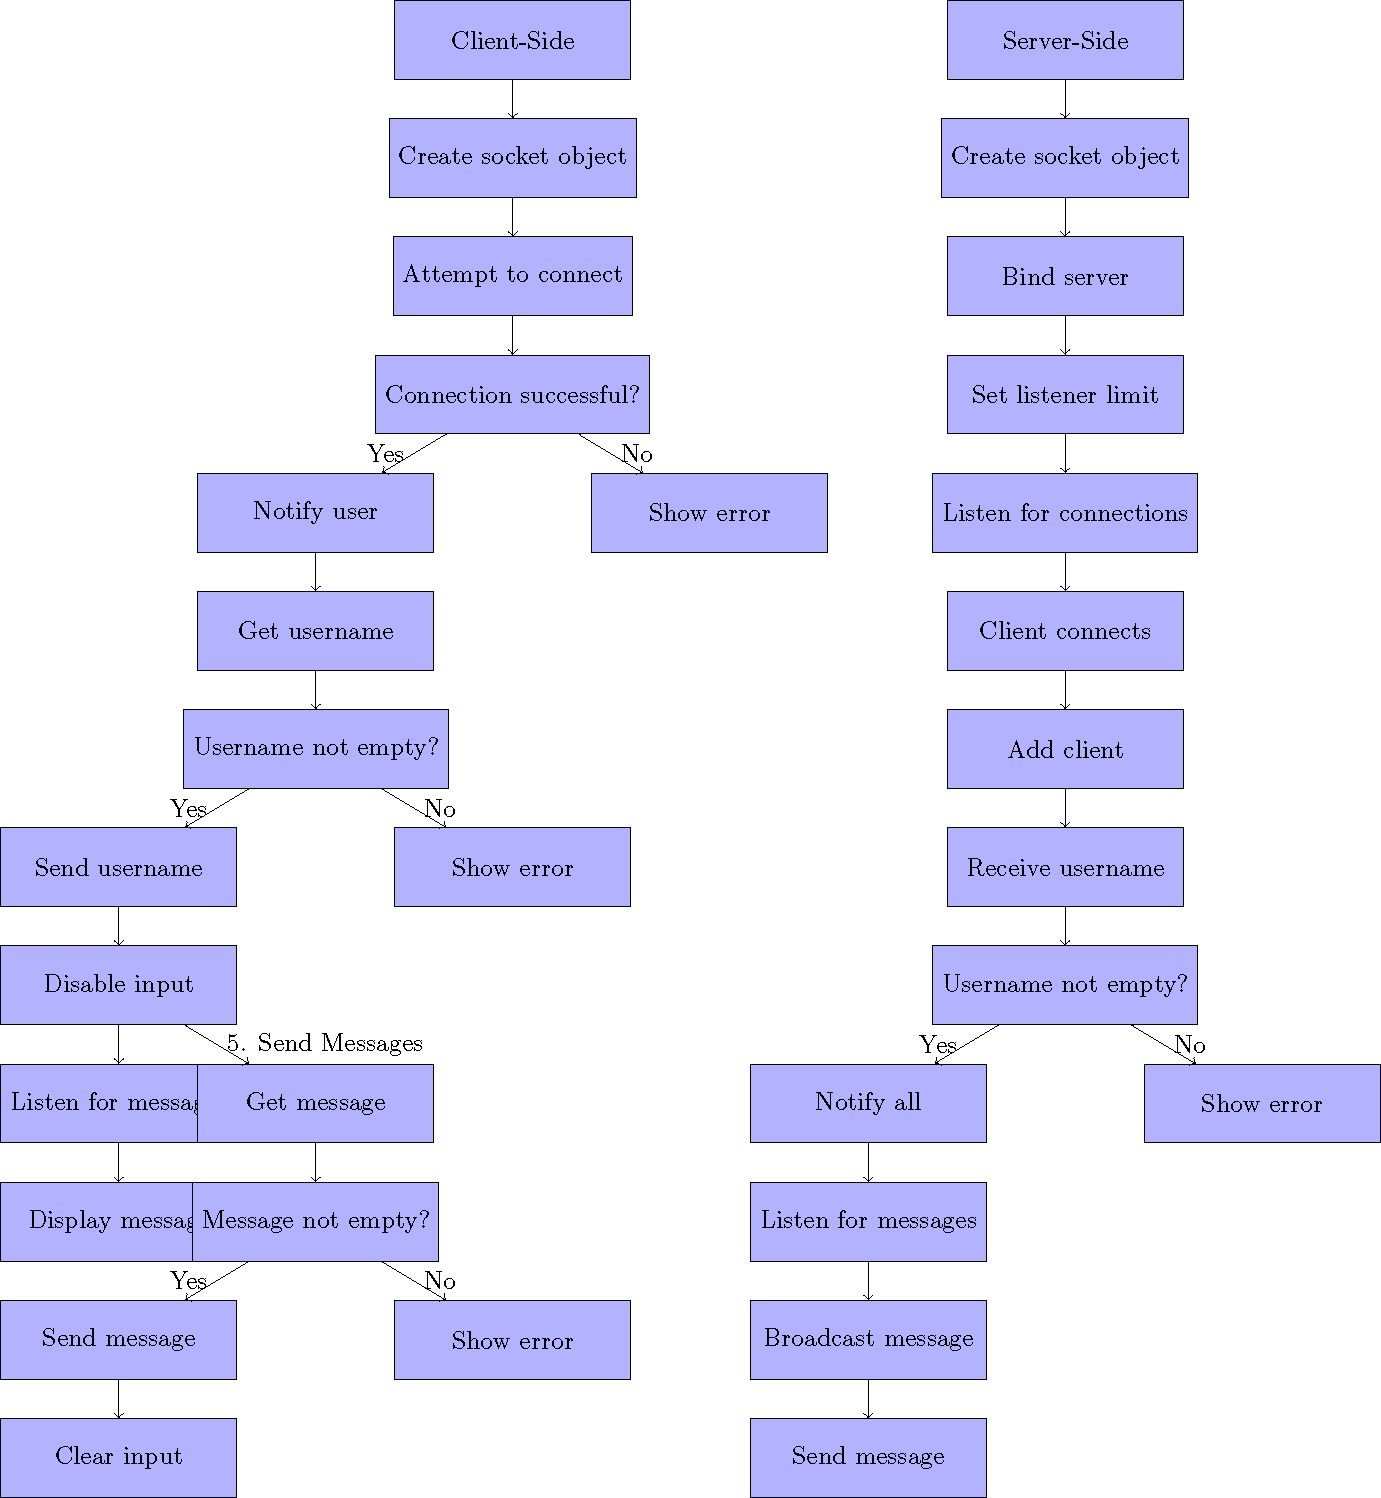 Client-Side
Create socket object
Attempt to connect
Connection successful?
Yes
No
Notify user
Show error
Get username
Username not empty?
Yes
No
Send username
Show error
Disable input
5. Send Messages
Listen for messag
Get message
Display messag
Message not empty?
Yes
No
Send message
Show error
Clear input
Server-Side
Create socket object
Bind server
Set listener limit
Listen for connections
Client connects
Add client
Receive username
Username not empty?
Yes
No
Notify all
Show error
Listen for messages
Broadcast message
Send message